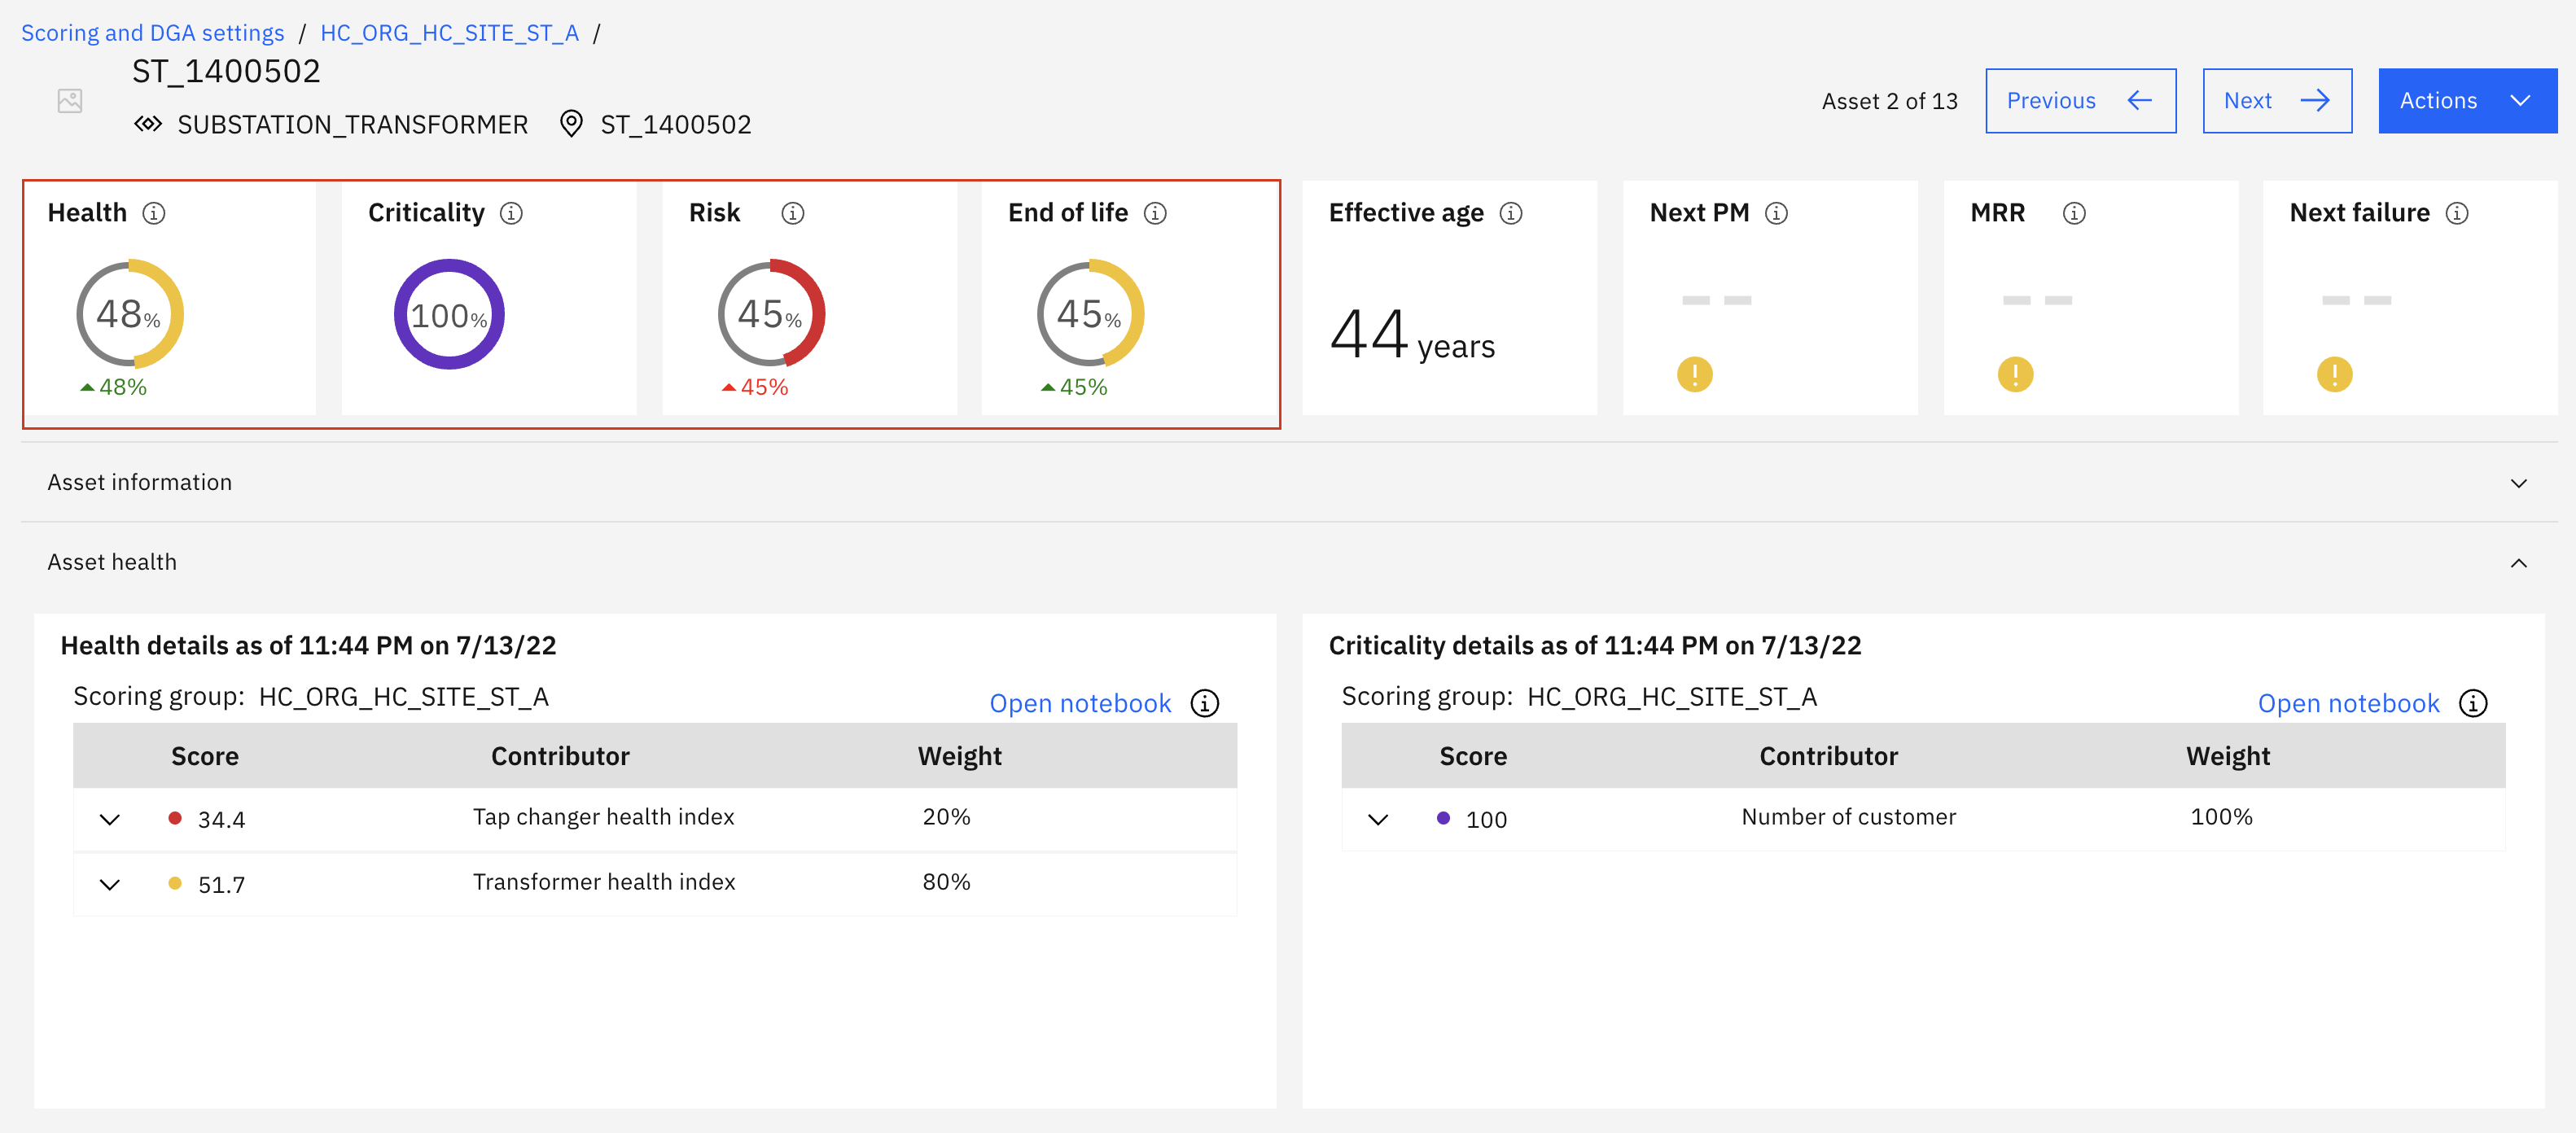 Scoring and DGA settings / HC_ORG_HC_SITE_ST_A /
ST_1400502
SUBSTATION_TRANSFORMER ST_1400502
Asset 2 of 13 Previous Next Actions
Health Criticality Risk End of life Effective age Next PM MRR Next failure
48% 100% 45% 45% 44 years -- -- --
48% 45% 45%
Asset information
Asset health
Health details as of 11:44 PM on 7/13/22
Scoring group: HC_ORG_HC_SITE_ST_A Open notebook
Score Contributor Weight
34.4 Tap changer health index 20%
51.7 Transformer health index 80%
Criticality details as of 11:44 PM on 7/13/22
Scoring group: HC_ORG_HC_SITE_ST_A Open notebook
Score Contributor Weight
100 Number of customer 100%